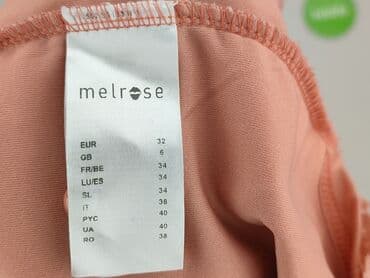 melrose
EUR 32
GB 6
FR/BE 34
LU/ES 34
SL 34
IT 38
РУС 40
UA 40
RO 38